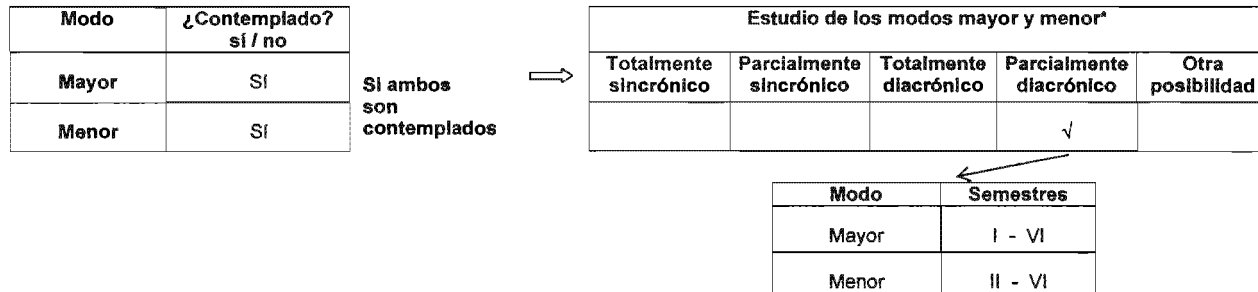 Modo ¿Contemplado?
sí / no
Mayor SÍ
Menor SÍ
Si ambos
son
contemplados
⇨
Estudio de los modos mayor y menor*
Totalmente sincrónico Parcialmente sincrónico Totalmente diacrónico Parcialmente diacrónico Otra posibilidad
√
Modo Semestres
Mayor I - VI
Menor II - VI